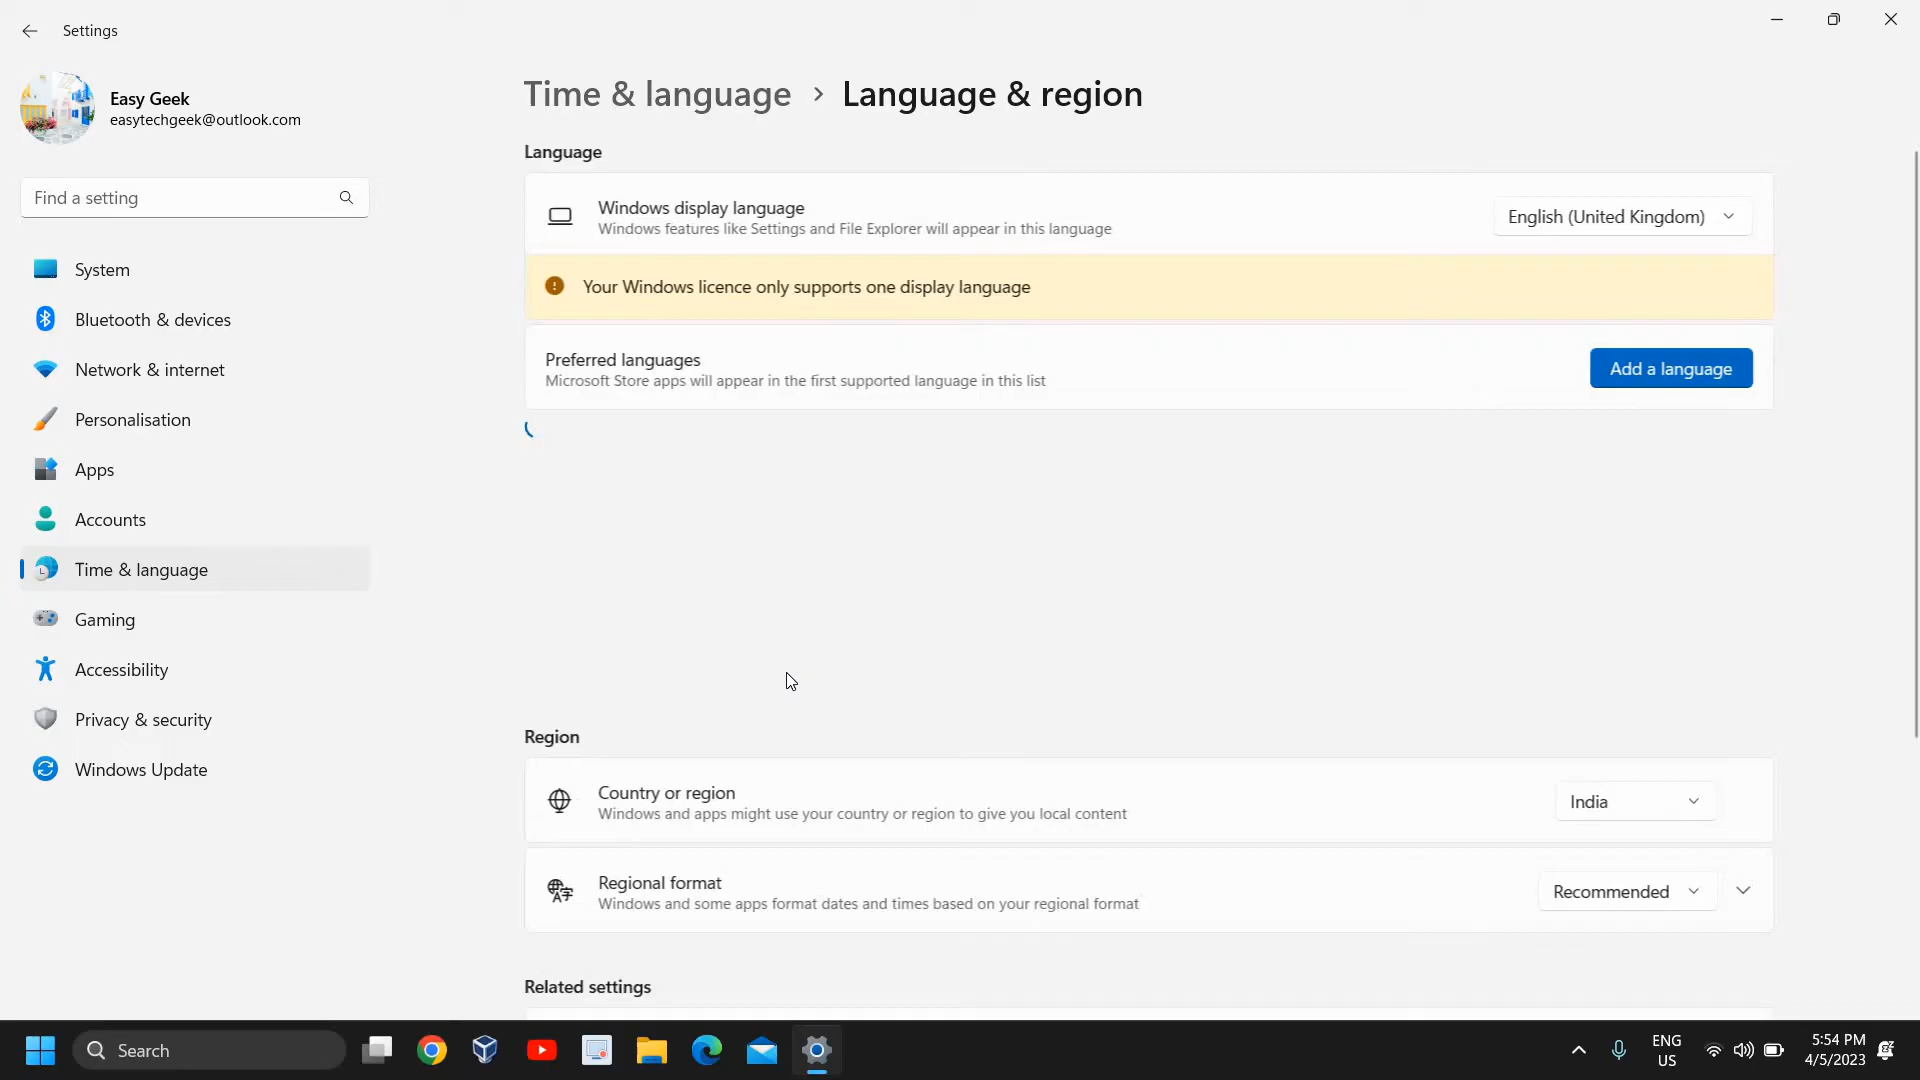 Settings
Easy Geek
easytechgeek@outlook.com
Find a setting
System
Bluetooth & devices
Network & internet
Personalisation
Apps
Accounts
Time & language
Gaming
Accessibility
Privacy & security
Windows Update
Time & language > Language & region
Language
Windows display language
Windows features like Settings and File Explorer will appear in this language
English (United Kingdom)
Your Windows licence only supports one display language
Preferred languages
Microsoft Store apps will appear in the first supported language in this list
Add a language
Region
Country or region
Windows and apps might use your country or region to give you local content
India
Regional format
Windows and some apps format dates and times based on your regional format
Recommended
Related settings
Search
ENG
US
5:54 PM
4/5/2023